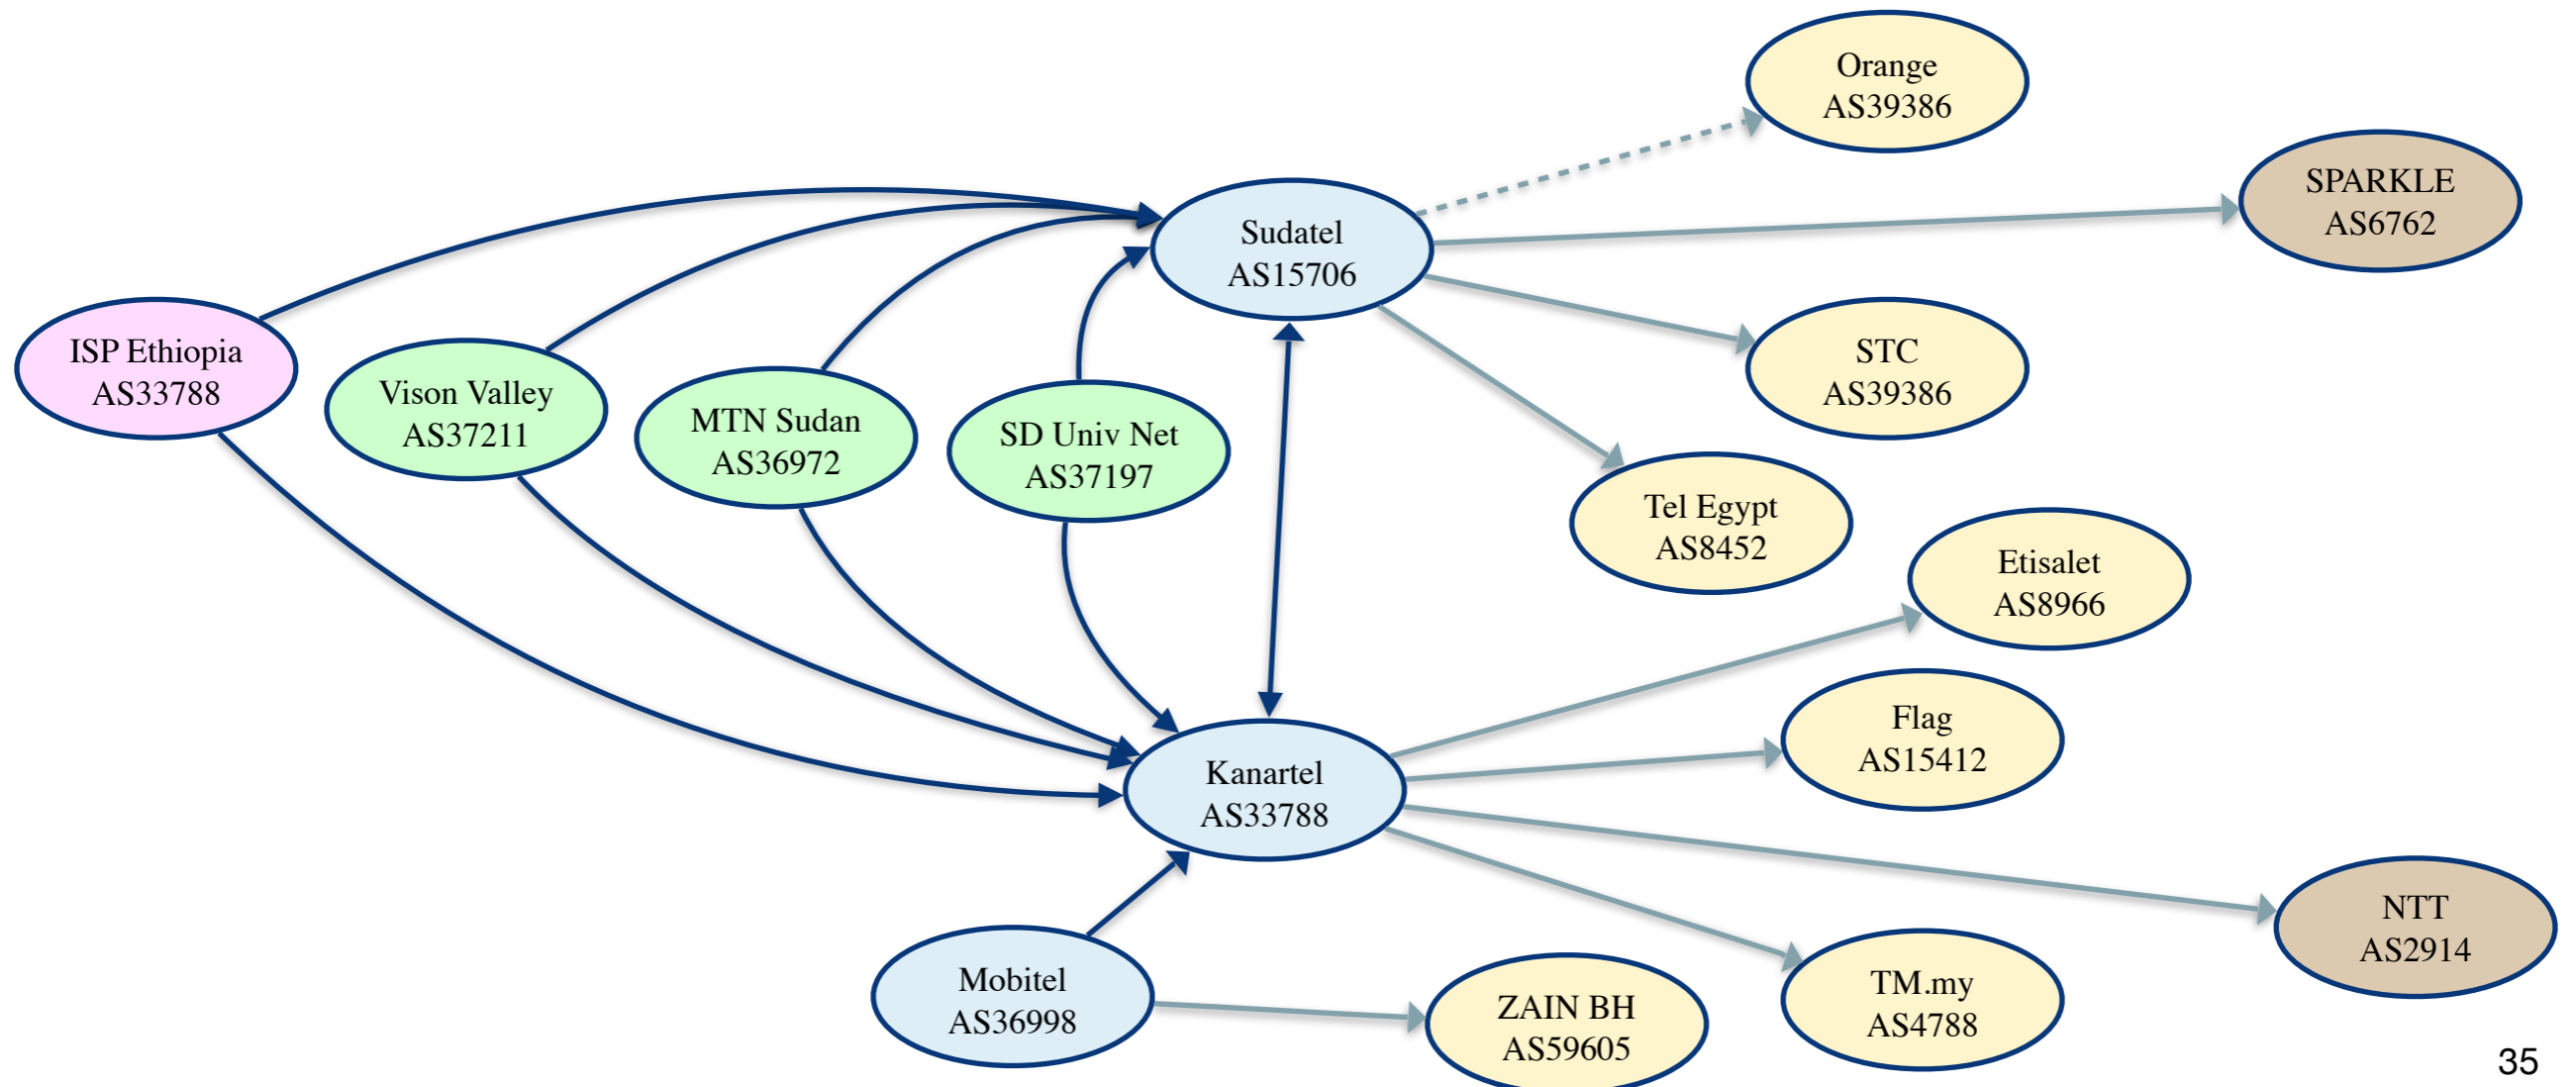 Orange
AS39386
SPARKLE
AS6762
Sudatel
AS15706
ISP Ethiopia
AS33788
Vison Valley
AS37211
MTN Sudan
AS36972
SD Univ Net
AS37197
STC
AS39386
Tel Egypt
AS8452
Etisalet
AS8966
Flag
AS15412
Kanartel
AS33788
NTT
AS2914
Mobitel
AS36998
ZAIN BH
AS59605
TM.my
AS4788
35